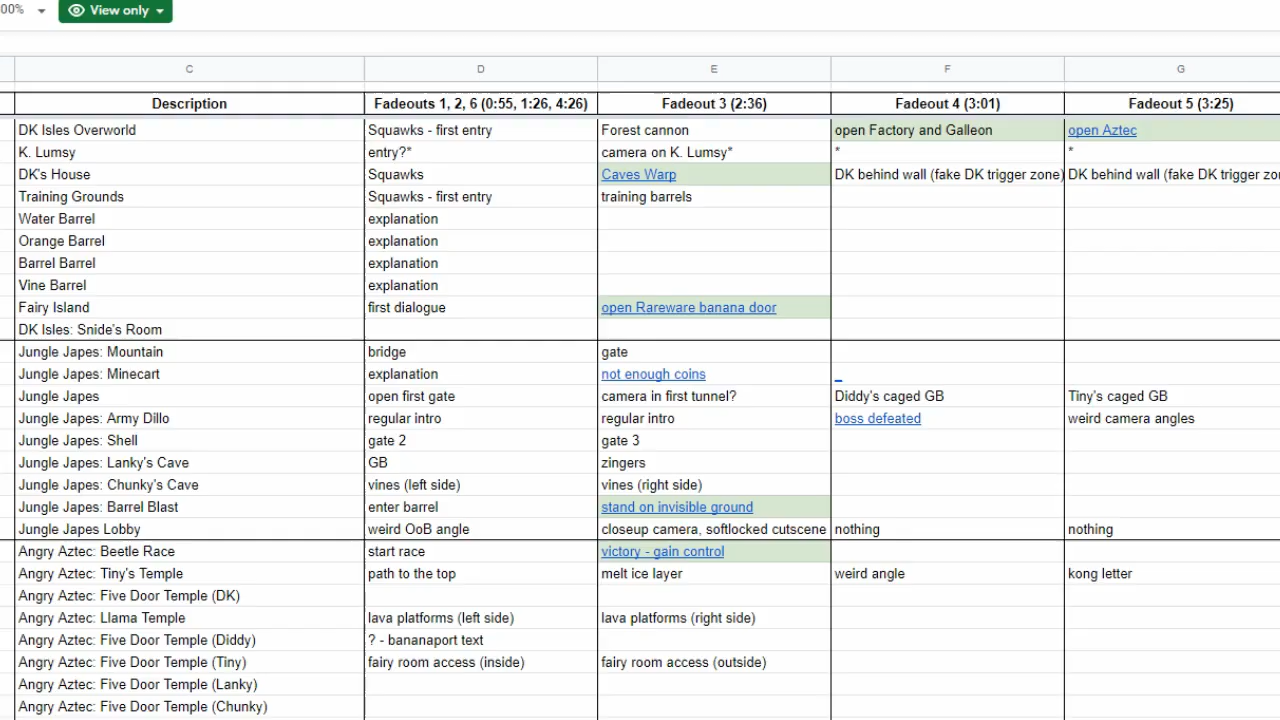 00% View only
C D E F G
Description Fadeouts 1, 2, 6 (0:55, 1:26, 4:26) Fadeout 3 (2:36) Fadeout 4 (3:01) Fadeout 5 (3:25)
DK Isles Overworld Squawks - first entry Forest cannon open Factory and Galleon open Aztec
K. Lumsy entry?* camera on K. Lumsy* * *
DK's House Squawks Caves Warp DK behind wall (fake DK trigger zone) DK behind wall (fake DK trigger zo
Training Grounds Squawks - first entry training barrels
Water Barrel explanation
Orange Barrel explanation
Barrel Barrel explanation
Vine Barrel explanation
Fairy Island first dialogue open Rareware banana door
DK Isles: Snide's Room
Jungle Japes: Mountain bridge gate
Jungle Japes: Minecart explanation not enough coins _
Jungle Japes open first gate camera in first tunnel? Diddy's caged GB Tiny's caged GB
Jungle Japes: Army Dillo regular intro regular intro boss defeated weird camera angles
Jungle Japes: Shell gate 2 gate 3
Jungle Japes: Lanky's Cave GB zingers
Jungle Japes: Chunky's Cave vines (left side) vines (right side)
Jungle Japes: Barrel Blast enter barrel stand on invisible ground
Jungle Japes Lobby weird OoB angle closeup camera, softlocked cutscene nothing nothing
Angry Aztec: Beetle Race start race victory - gain control
Angry Aztec: Tiny's Temple path to the top melt ice layer weird angle kong letter
Angry Aztec: Five Door Temple (DK)
Angry Aztec: Llama Temple lava platforms (left side) lava platforms (right side)
Angry Aztec: Five Door Temple (Diddy) ? - bananaport text
Angry Aztec: Five Door Temple (Tiny) fairy room access (inside) fairy room access (outside)
Angry Aztec: Five Door Temple (Lanky)
Angry Aztec: Five Door Temple (Chunky)